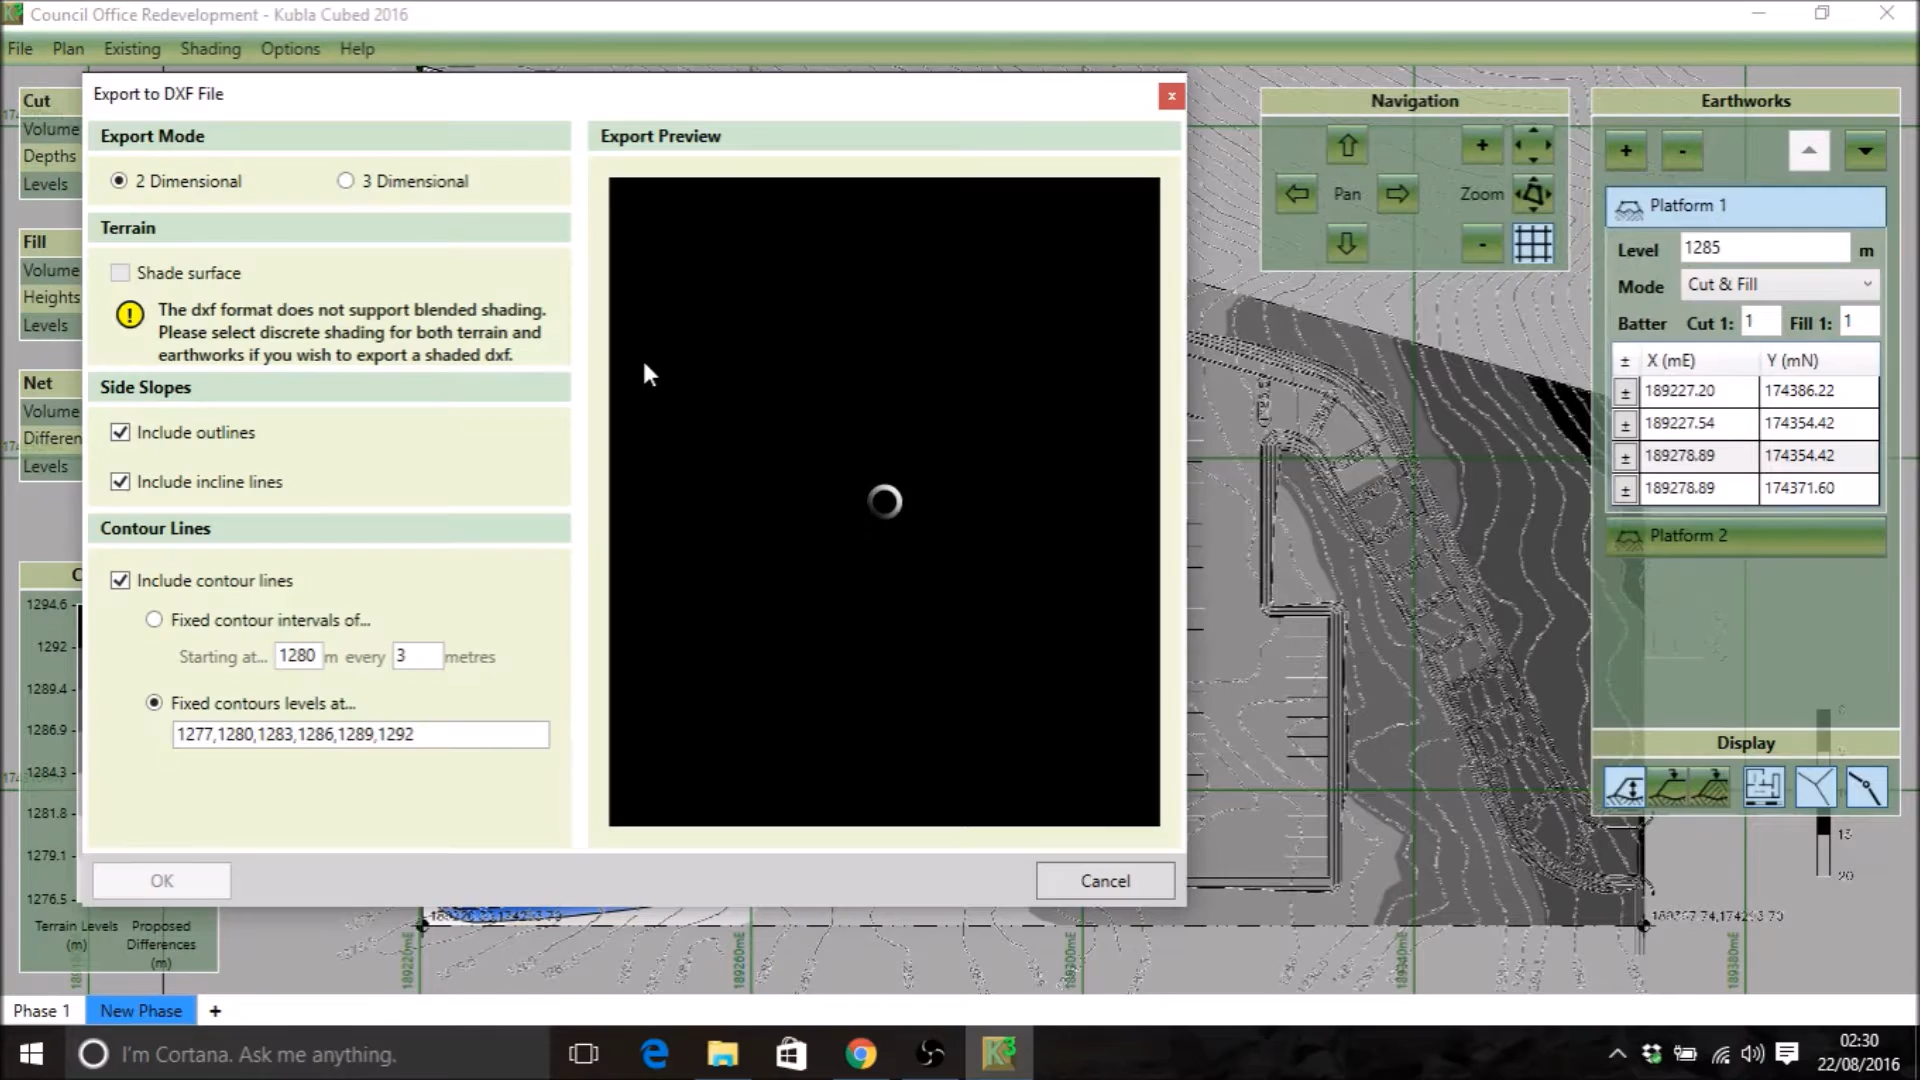 Council Office Redevelopment - Kubla Cubed 2016
File Plan Existing Shading Options Help
Cut
Volume
Depths
Levels
Fill
Volume
Heights
Levels
Net
Volume
Differen
Levels
1294.6
1292
1289.4
1286.9
1284.3
1281.8
1279.1
1276.5
Terrain Levels
(m)
Proposed
Differences
(m)
Export to DXF File
x
Export Mode
2 Dimensional 3 Dimensional
Terrain
Shade surface
! The dxf format does not support blended shading.
Please select discrete shading for both terrain and
earthworks if you wish to export a shaded dxf.
Side Slopes
Include outlines
Include incline lines
Contour Lines
Include contour lines
Fixed contour intervals of...
Starting at... 1280 m every 3 metres
Fixed contours levels at...
1277,1280,1283,1286,1289,1292
OK
Export Preview
Cancel
Navigation
Pan
Zoom
+
-
Earthworks
+ -
Platform 1
Level 1285 m
Mode Cut & Fill
Batter Cut 1: 1 Fill 1: 1
± X (mE) Y (mN)
± 189227.20 174386.22
± 189227.54 174354.42
± 189278.89 174354.42
± 189278.89 174371.60
Platform 2
Display
15
20
189220mE
189260mE
189300mE
189340mE
189380mE
Phase 1 New Phase +
I'm Cortana. Ask me anything.
02:30
22/08/2016